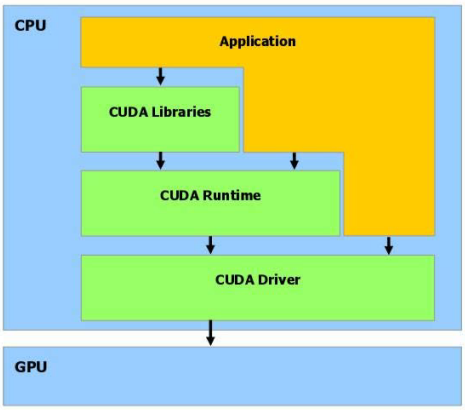 CPU
Application
CUDA Libraries
CUDA Runtime
CUDA Driver
GPU